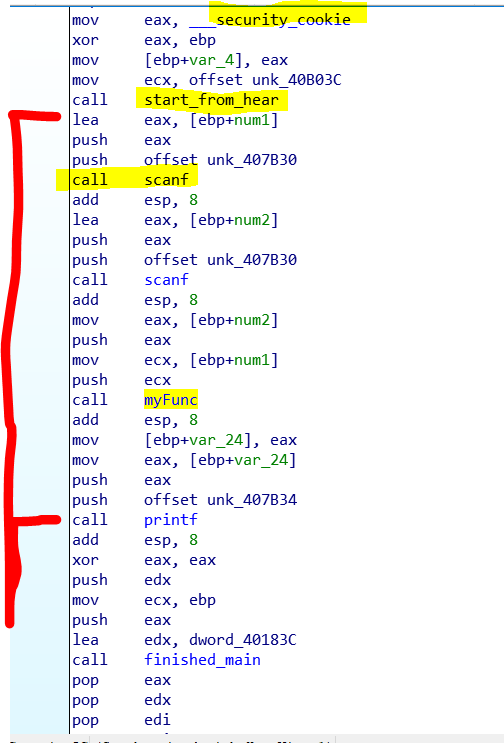 mov eax, ___security_cookie
xor eax, ebp
mov [ebp+var_4], eax
mov ecx, offset unk_40B03C
call start_from_hear
lea eax, [ebp+num1]
push eax
push offset unk_407B30
call scanf
add esp, 8
lea eax, [ebp+num2]
push eax
push offset unk_407B30
call scanf
add esp, 8
mov eax, [ebp+num2]
push eax
mov ecx, [ebp+num1]
push ecx
call myFunc
add esp, 8
mov [ebp+var_24], eax
mov eax, [ebp+var_24]
push eax
push offset unk_407B34
call printf
add esp, 8
xor eax, eax
push edx
mov ecx, ebp
push eax
lea edx, dword_40183C
call finished_main
pop eax
pop edx
pop edi